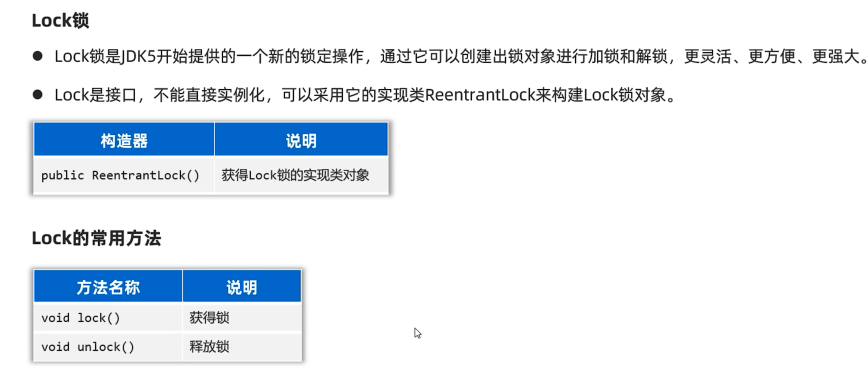 Lock锁
● Lock锁是JDK5开始提供的一个新的锁定操作，通过它可以创建出锁对象进行加锁和解锁，更灵活、更方便、更强大。
● Lock是接口，不能直接实例化，可以采用它的实现类ReentrantLock来构建Lock锁对象。
构造器 说明
public ReentrantLock() 获得Lock锁的实现类对象
Lock的常用方法
方法名称 说明
void lock() 获得锁
void unlock() 释放锁